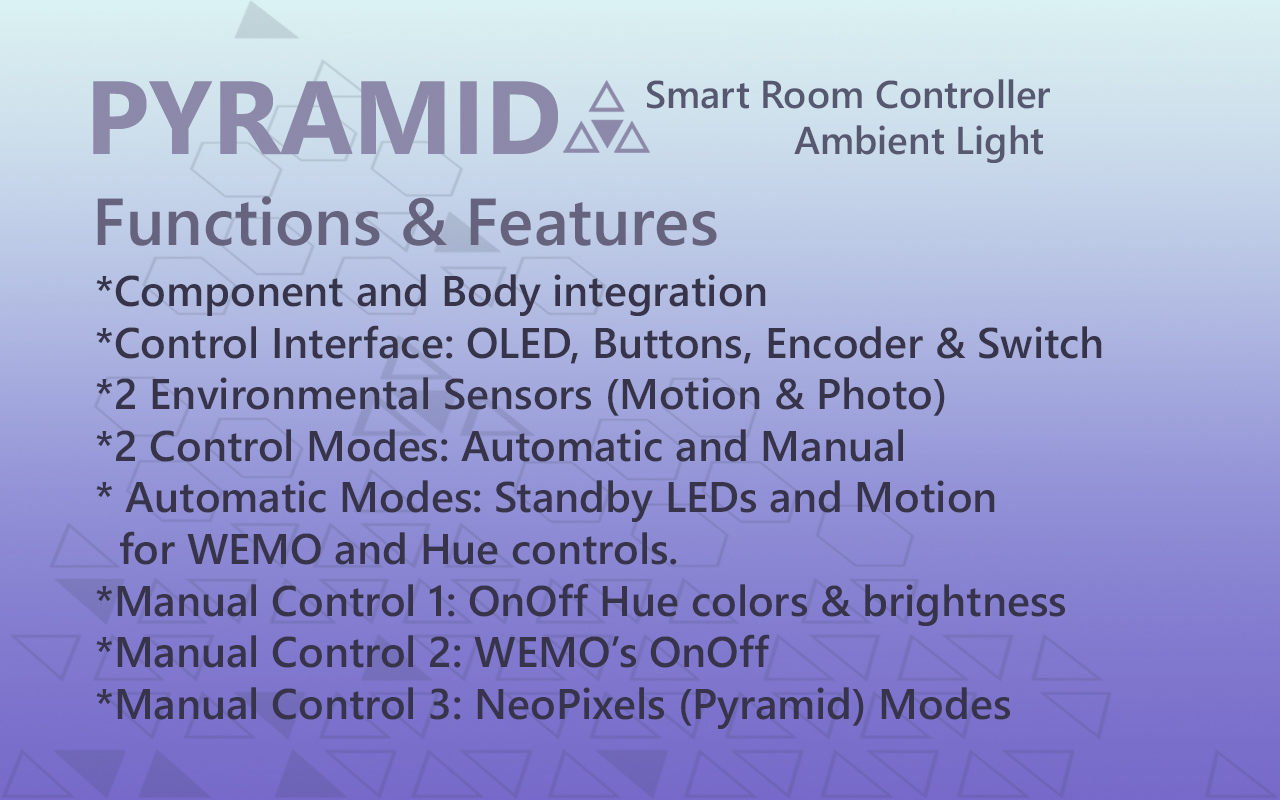 PYRAMID
Smart Room Controller
Ambient Light
Functions & Features
*Component and Body integration
*Control Interface: OLED, Buttons, Encoder & Switch
*2 Environmental Sensors (Motion & Photo)
*2 Control Modes: Automatic and Manual
* Automatic Modes: Standby LEDs and Motion
for WEMO and Hue controls.
*Manual Control 1: OnOff Hue colors & brightness
*Manual Control 2: WEMO’s OnOff
*Manual Control 3: NeoPixels (Pyramid) Modes